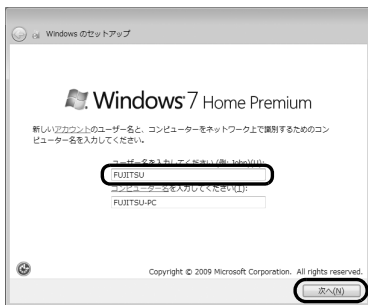 Windows のセットアップ
Windows 7 Home Premium
新しいアカウントのユーザー名と、コンピューターをネットワーク上で識別するためのコン
ピューター名を入力してください。
ユーザー名を入力してください (例: John)(U):
FUJITSU
コンピューター名を入力してください(T):
FUJITSU-PC
Copyright © 2009 Microsoft Corporation. All rights reserved.
次へ(N)